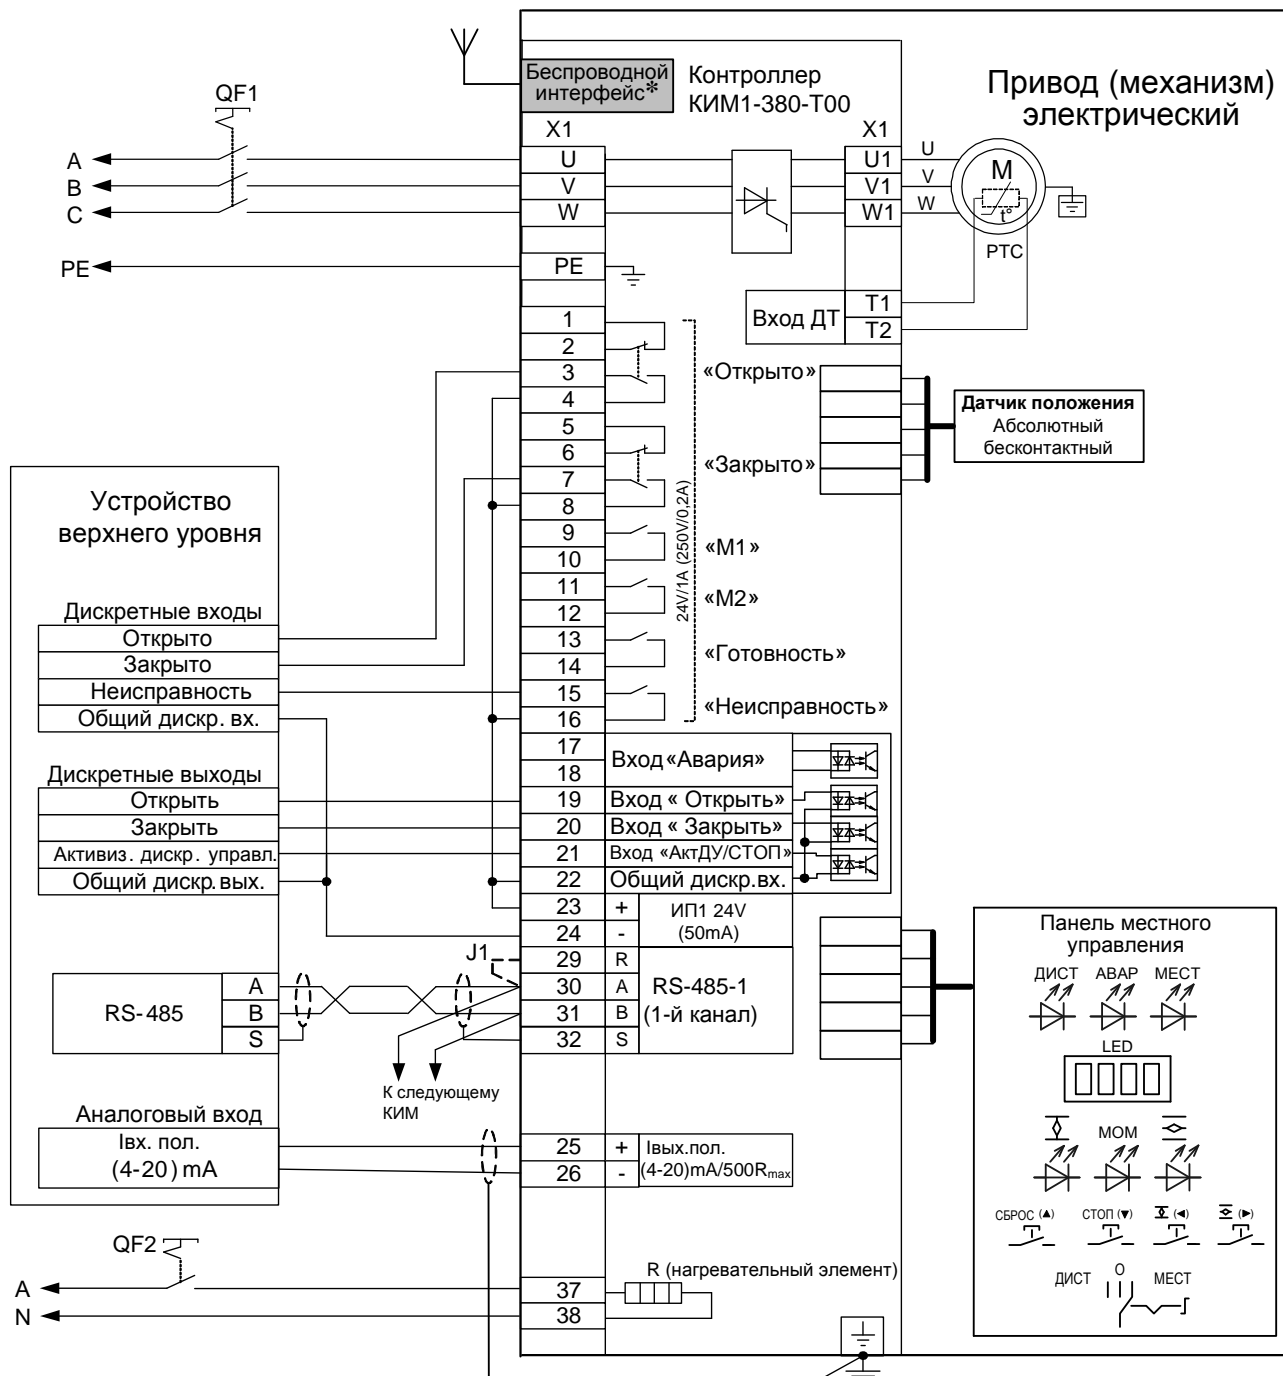 Беспроводной
интерфейс*
Контроллер
КИМ1-380-Т00
Привод (механизм)
электрический
QF1
X1
X1
A
B
C
PE
U
V
W
PE
U1
V1
W1
U
V
W
M
t°
PTC
Вход ДТ
T1
T2
1
2
3
4
5
6
7
8
9
10
11
12
13
14
15
16
24V/1A (250V/0,2A)
«Открыто»
«Закрыто»
«М1»
«М2»
«Готовность»
«Неисправность»
Датчик положения
Абсолютный
бесконтактный
Устройство
верхнего уровня
Дискретные входы
Открыто
Закрыто
Неисправность
Общий дискр. вх.
Дискретные выходы
Открыть
Закрыть
Активиз. дискр. управл.
Общий дискр. вых.
17
18
Вход «Авария»
19 Вход « Открыть»
20 Вход « Закрыть»
21 Вход «АктДУ/СТОП»
22 Общий дискр.вх.
23 +
24 -
ИП1 24V
(50mA)
J1
29 R
30 A
31 B
32 S
RS-485-1
(1-й канал)
RS-485
A
B
S
К следующему
КИМ
Аналоговый вход
Iвх. пол.
(4-20) mA
25 +
26 -
Iвых.пол.
(4-20)mA/500Rmax
QF2
A
N
37
38
R (нагревательный элемент)
Панель местного
управления
ДИСТ АВАР МЕСТ
LED
МОМ
СБРОС (▲) СТОП (▼) (◄) (►)
ДИСТ O МЕСТ